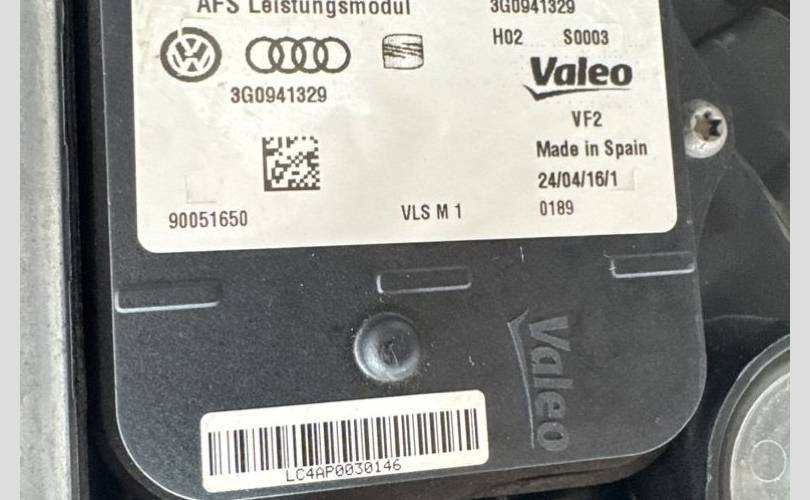 AFS Leistungsmodul
3G0941329
H02 S0003
Valeo
3G0941329
VF2
Made in Spain
24/04/16/1
90051650
VLS M 1
0189
Valeo
LC4AP0030146